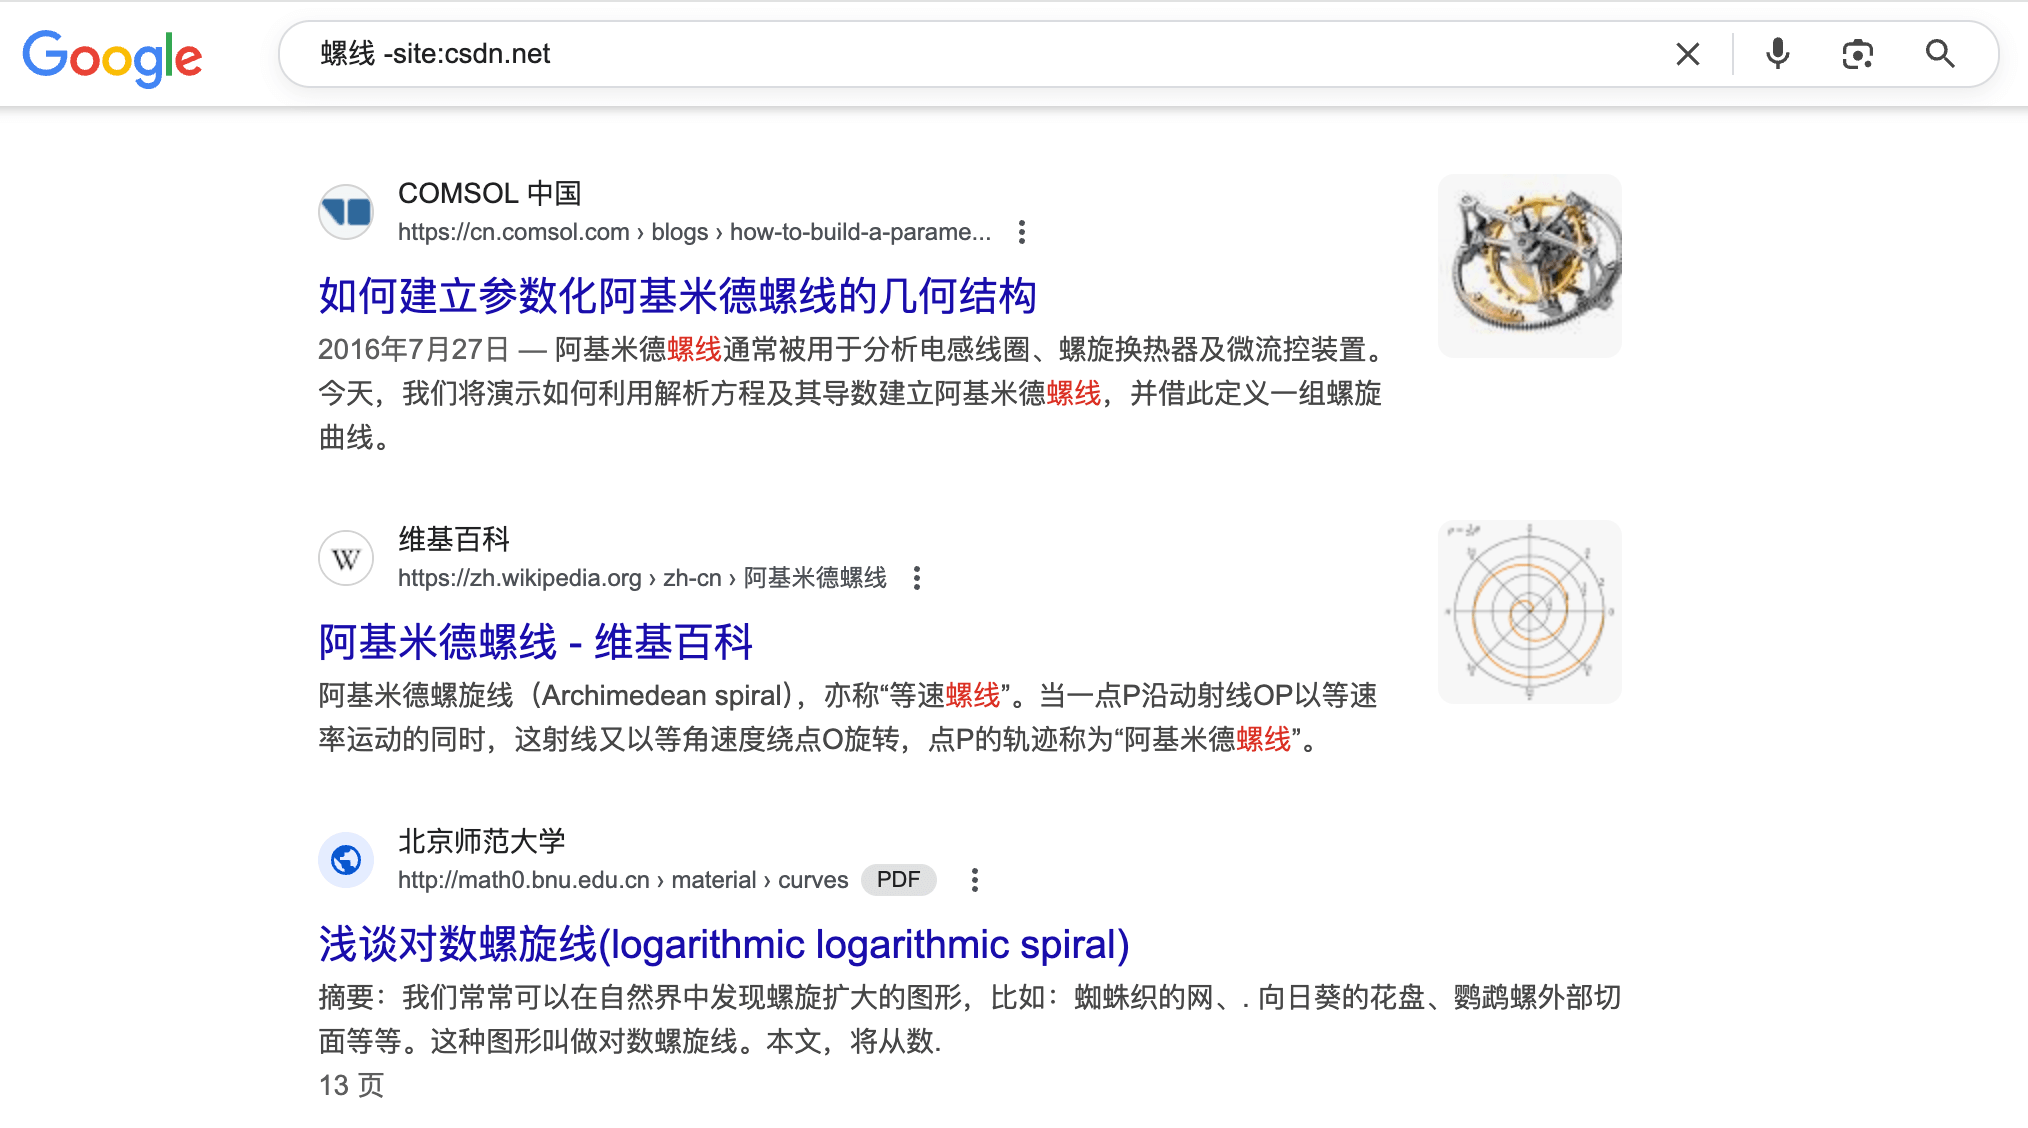 Google
螺线 -site:csdn.net
COMSOL 中国
https://cn.comsol.com › blogs › how-to-build-a-parame...
如何建立参数化阿基米德螺线的几何结构
2016年7月27日 — 阿基米德螺线通常被用于分析电感线圈、螺旋换热器及微流控装置。
今天，我们将演示如何利用解析方程及其导数建立阿基米德螺线，并借此定义一组螺旋
曲线。
W
维基百科
https://zh.wikipedia.org › zh-cn › 阿基米德螺线
阿基米德螺线 - 维基百科
阿基米德螺旋线（Archimedean spiral），亦称“等速螺线”。当一点P沿动射线OP以等速
率运动的同时，这射线又以等角速度绕点O旋转，点P的轨迹称为“阿基米德螺线”。
北京师范大学
http://math0.bnu.edu.cn › material › curves PDF
浅谈对数螺旋线(logarithmic logarithmic spiral)
摘要：我们常常可以在自然界中发现螺旋扩大的图形，比如：蜘蛛织的网、. 向日葵的花盘、鹦鹉螺外部切
面等等。这种图形叫做对数螺旋线。本文，将从数.
13 页